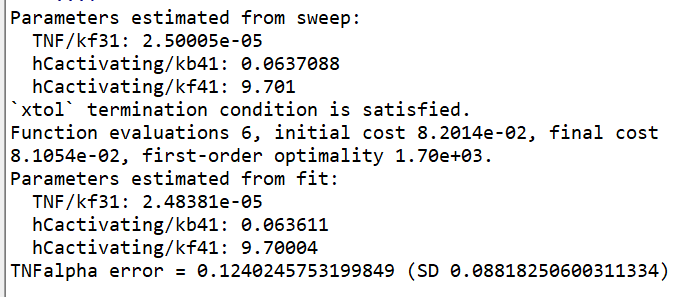 Parameters estimated from sweep:
TNF/kf31: 2.50005e-05
hCactivating/kb41: 0.0637088
hCactivating/kf41: 9.701
`xtol` termination condition is satisfied.
Function evaluations 6, initial cost 8.2014e-02, final cost
8.1054e-02, first-order optimality 1.70e+03.
Parameters estimated from fit:
TNF/kf31: 2.48381e-05
hCactivating/kb41: 0.063611
hCactivating/kf41: 9.70004
TNFalpha error = 0.1240245753199849 (SD 0.08818250600311334)